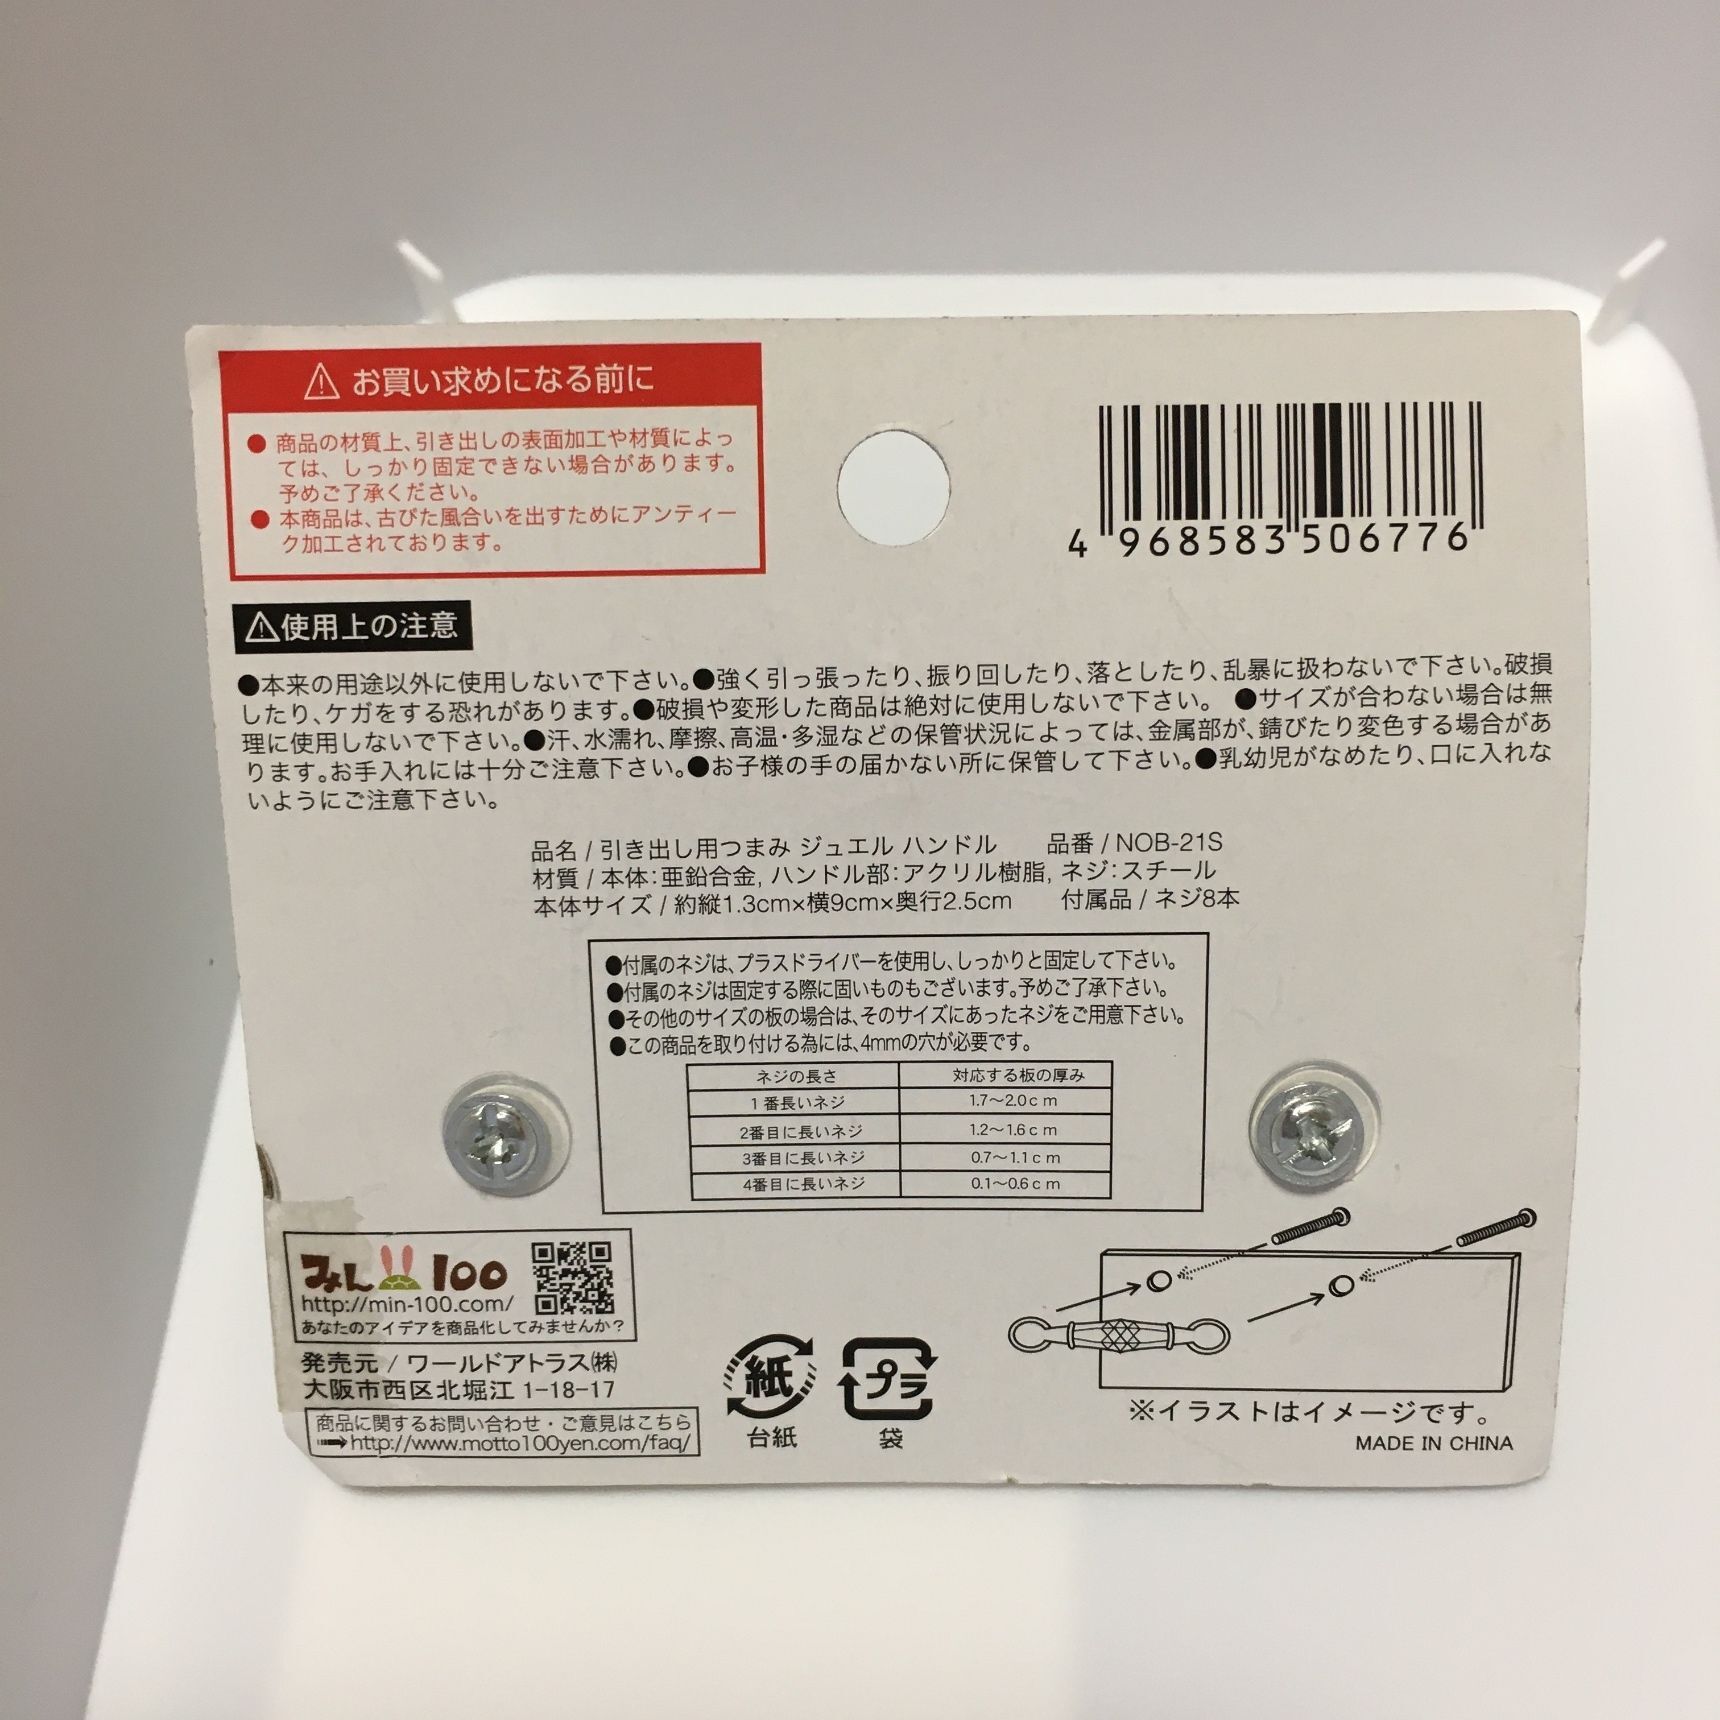 ⚠お買い求めになる前に
●商品の材質上、引き出しの表面加工や材質によっ
ては、しっかり固定できない場合があります。
予めご了承ください。
●本商品は、古びた風合いを出すためにアンティー
ク加工されております。
4 968583 506776
⚠使用上の注意
●本来の用途以外に使用しないで下さい。●強く引っ張ったり、振り回したり、落としたり、乱暴に扱わないで下さい。破損
したり、ケガをする恐れがあります。●破損や変形した商品は絶対に使用しないで下さい。 ●サイズが合わない場合は無
理に使用しないで下さい。●汗、水濡れ、摩擦、高温・多湿などの保管状況によっては、金属部が、錆びたり変色する場合があ
ります。お手入れには十分ご注意下さい。●お子様の手の届かない所に保管して下さい。●乳幼児がなめたり、口に入れな
いようにご注意下さい。
品名 / 引き出し用つまみ ジュエル ハンドル 品番 / NOB-21S
材質 / 本体：亜鉛合金, ハンドル部：アクリル樹脂, ネジ：スチール
本体サイズ / 約縦1.3cm×横9cm×奥行2.5cm 付属品 / ネジ8本
●付属のネジは、プラスドライバーを使用し、しっかりと固定して下さい。
●付属のネジは固定する際に固いものもございます。予めご了承下さい。
●その他のサイズの板の場合は、そのサイズにあったネジをご用意下さい。
●この商品を取り付ける為には、4mmの穴が必要です。
ネジの長さ 対応する板の厚み
1番長いネジ 1.7〜2.0cm
2番目に長いネジ 1.2〜1.6cm
3番目に長いネジ 0.7〜1.1cm
4番目に長いネジ 0.1〜0.6cm
みん100
http://min-100.com/
あなたのアイデアを商品化してみませんか？
発売元 / ワールドアトラス㈱
大阪市西区北堀江 1-18-17
商品に関するお問い合わせ・ご意見はこちら
➡http://www.motto100yen.com/faq/
紙
台紙
プラ
袋
※イラストはイメージです。
MADE IN CHINA